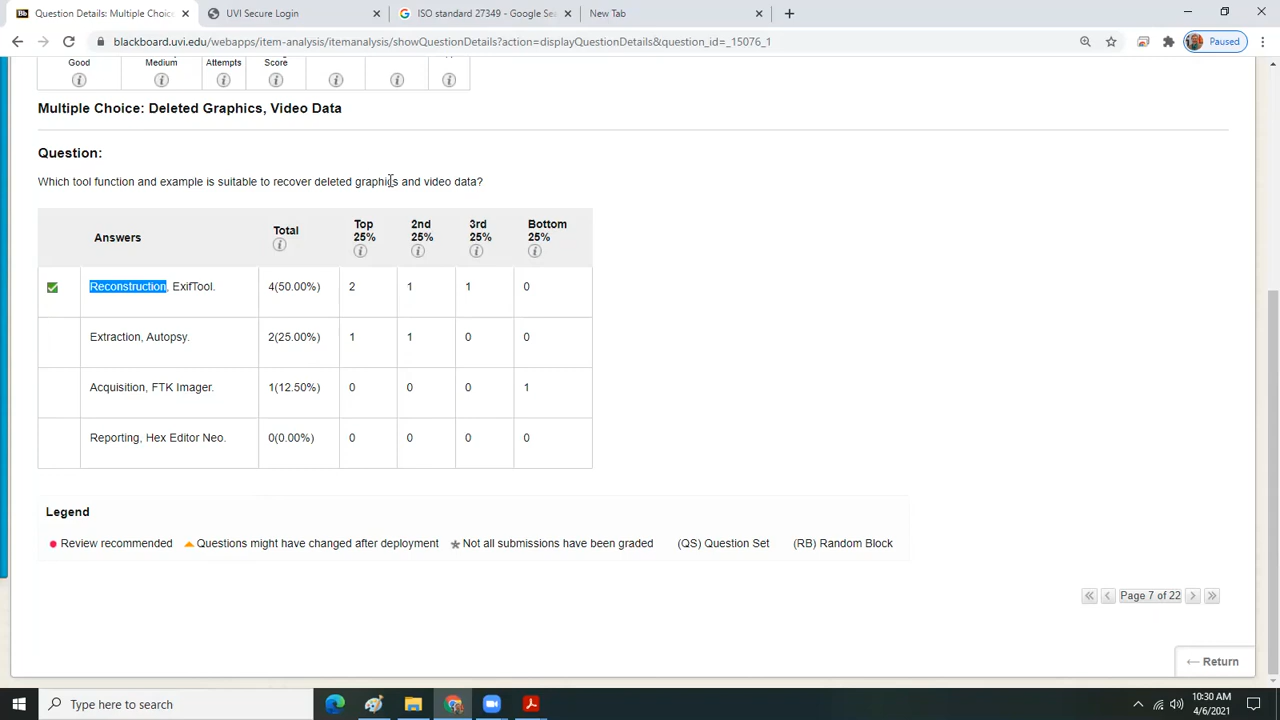 Question Details: Multiple Choic
UVI Secure Login
ISO standard 27349 - Google Sea
New Tab
blackboard.uvi.edu/webapps/item-analysis/itemanalysis/showQuestionDetails?action=displayQuestionDetails&question_id=_15076_1
Paused
Good Medium Attempts Score
Multiple Choice: Deleted Graphics, Video Data
Question:
Which tool function and example is suitable to recover deleted graphics and video data?
Answers Total Top 25% 2nd 25% 3rd 25% Bottom 25%
Reconstruction, ExifTool. 4(50.00%) 2 1 1 0
Extraction, Autopsy. 2(25.00%) 1 1 0 0
Acquisition, FTK Imager. 1(12.50%) 0 0 0 1
Reporting, Hex Editor Neo. 0(0.00%) 0 0 0 0
Legend
Review recommended Questions might have changed after deployment Not all submissions have been graded (QS) Question Set (RB) Random Block
Page 7 of 22
← Return
Type here to search
10:30 AM
4/6/2021